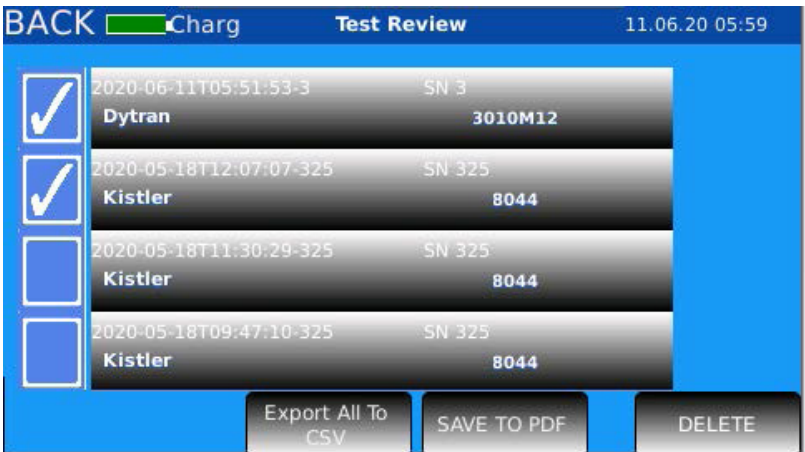 BACK Charg Test Review 11.06.20 05:59
2020-06-11T05:51:53-3 SN 3
Dytran 3010M12
2020-05-18T12:07:07-325 SN 325
Kistler 8044
2020-05-18T11:30:29-325 SN 325
Kistler 8044
2020-05-18T09:47:10-325 SN 325
Kistler 8044
Export All To
CSV
SAVE TO PDF
DELETE